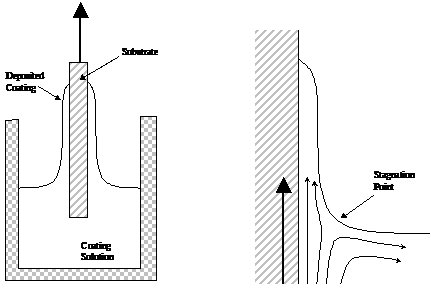 Substrate
Deposited
Coating
Coating
Solution
Stagnation
Point